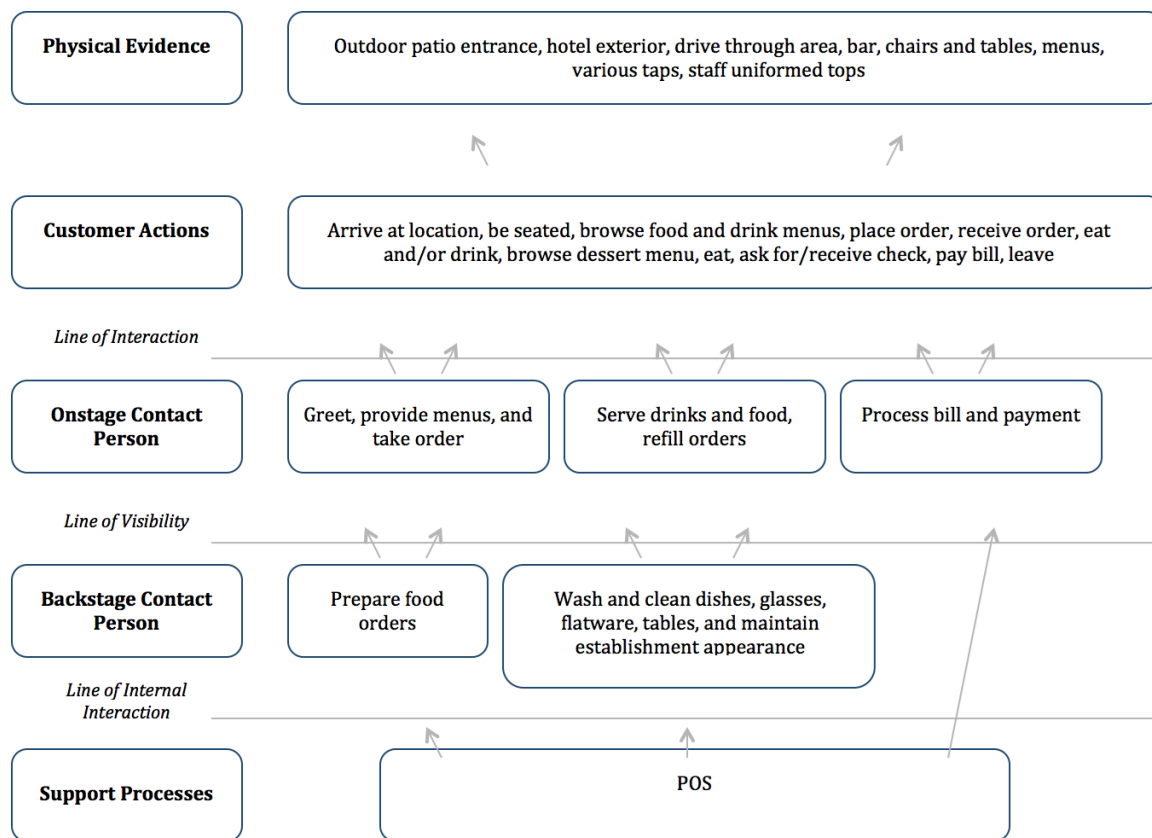 Physical Evidence
Outdoor patio entrance, hotel exterior, drive through area, bar, chairs and tables, menus,
various taps, staff uniformed tops
Customer Actions
Arrive at location, be seated, browse food and drink menus, place order, receive order, eat
and/or drink, browse dessert menu, eat, ask for/receive check, pay bill, leave
Line of Interaction
Onstage Contact
Person
Greet, provide menus, and
take order
Serve drinks and food,
refill orders
Process bill and payment
Line of Visibility
Backstage Contact
Person
Prepare food
orders
Wash and clean dishes, glasses,
flatware, tables, and maintain
establishment appearance
Line of Internal
Interaction
Support Processes
POS